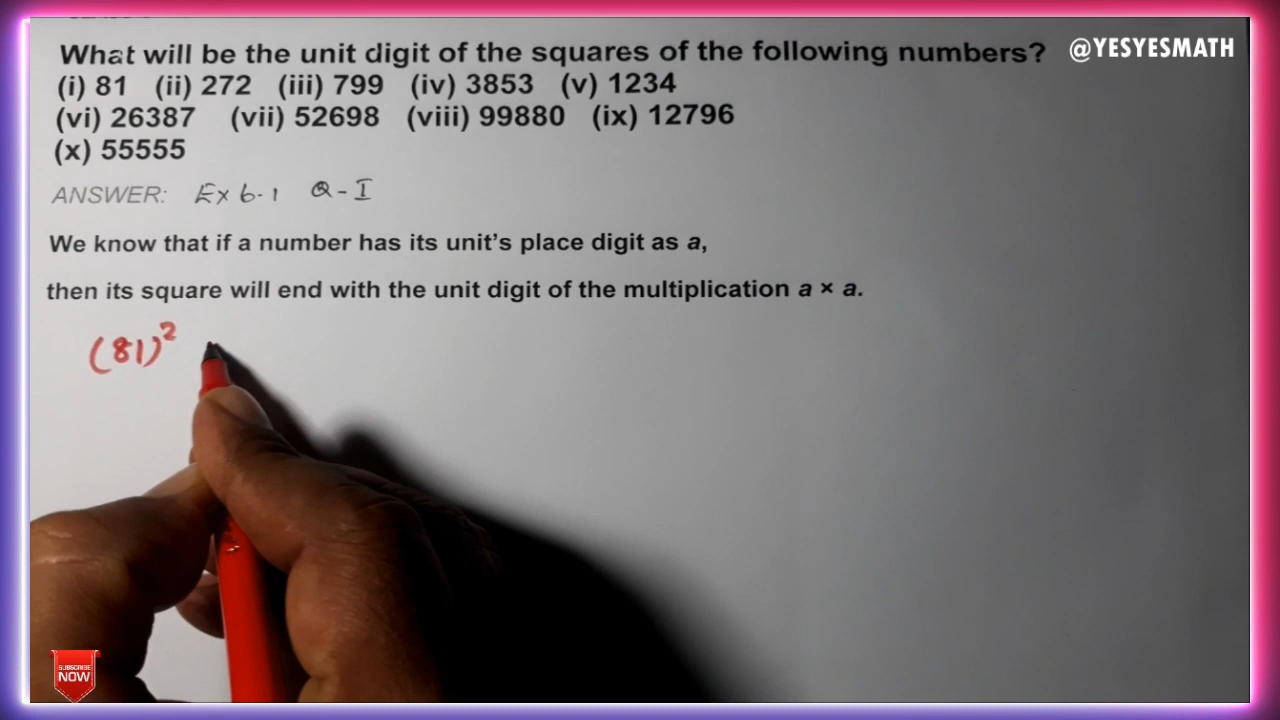 @YESYESMATH
What will be the unit digit of the squares of the following numbers?
(i) 81 (ii) 272 (iii) 799 (iv) 3853 (v) 1234
(vi) 26387 (vii) 52698 (viii) 99880 (ix) 12796
(x) 55555
ANSWER: Ex 6.1 Q - I
We know that if a number has its unit’s place digit as a,
then its square will end with the unit digit of the multiplication a × a.
(81)²
SUBSCRIBE
NOW